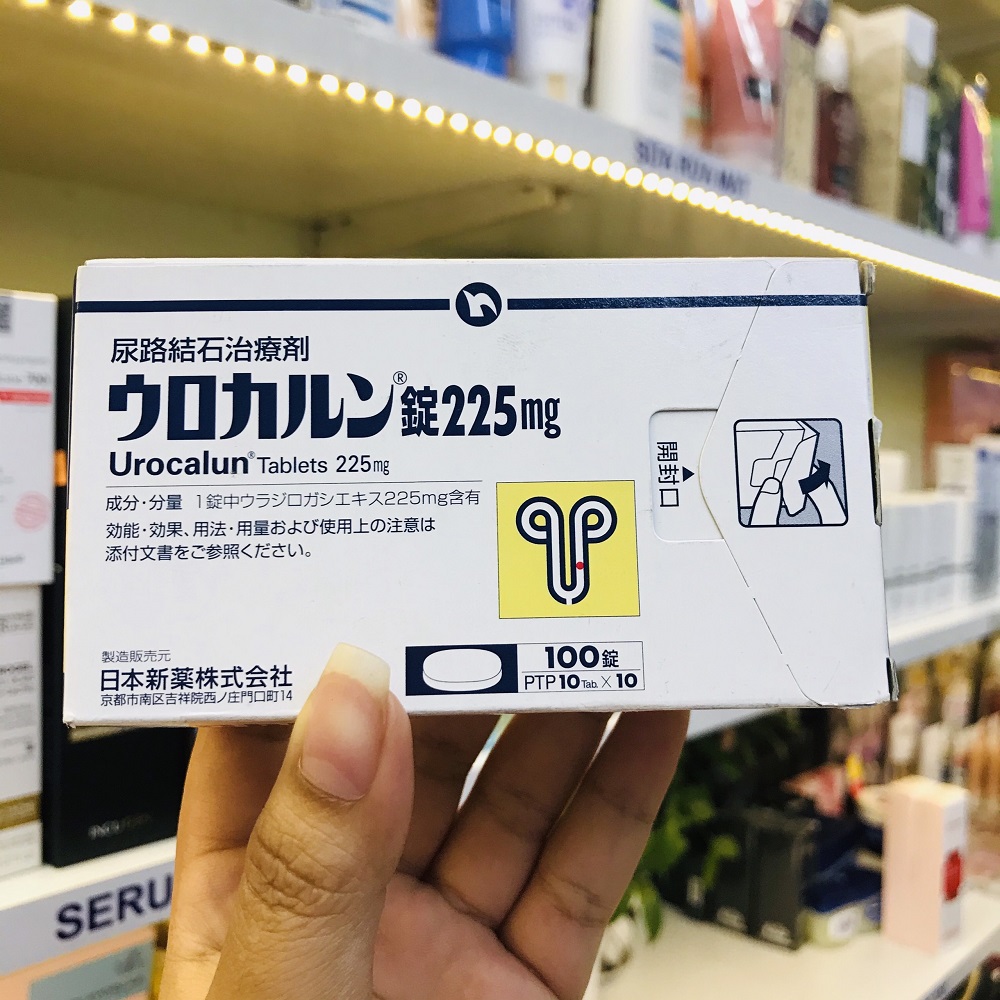 尿路結石治療剤
ウロカルン®錠225mg
Urocalun® Tablets 225mg
成分・分量 1錠中ウラジロガシエキス225mg含有
効能・効果、用法・用量および使用上の注意は
添付文書をご参照ください。
開封口
製造販売元
日本新薬株式会社
京都市南区吉祥院西ノ庄門口町14
100錠
PTP 10 Tab. × 10
SERU